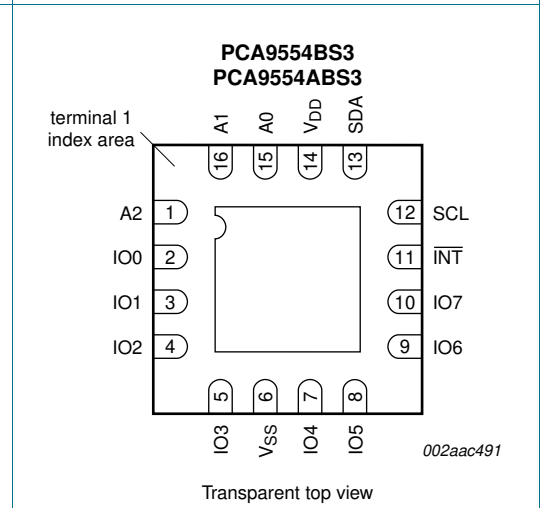 PCA9554BS3
PCA9554ABS3
terminal 1
index area
A1
A0
VDD
SDA
16
15
14
13
A2 1
IO0 2
IO1 3
IO2 4
12 SCL
11 INT
10 IO7
9 IO6
5
6
7
8
IO3
VSS
IO4
IO5
002aac491
Transparent top view